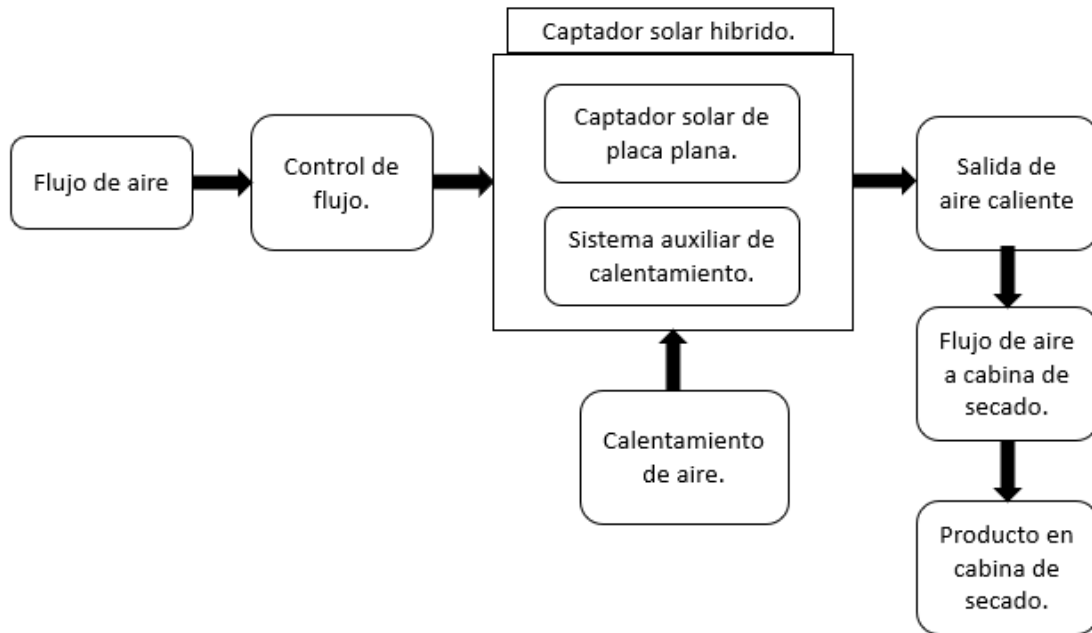 Captador solar hibrido.
Flujo de aire
Control de
flujo.
Captador solar de
placa plana.
Sistema auxiliar de
calentamiento.
Calentamiento
de aire.
Salida de
aire caliente
Flujo de aire
a cabina de
secado.
Producto en
cabina de
secado.